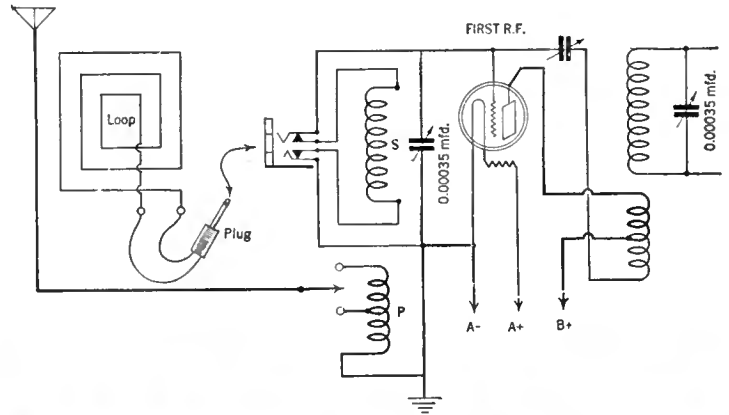 FIRST R.F.
Loop
S
0.00035 mfd.
0.00035 mfd.
Plug
P
A-
A+
B+